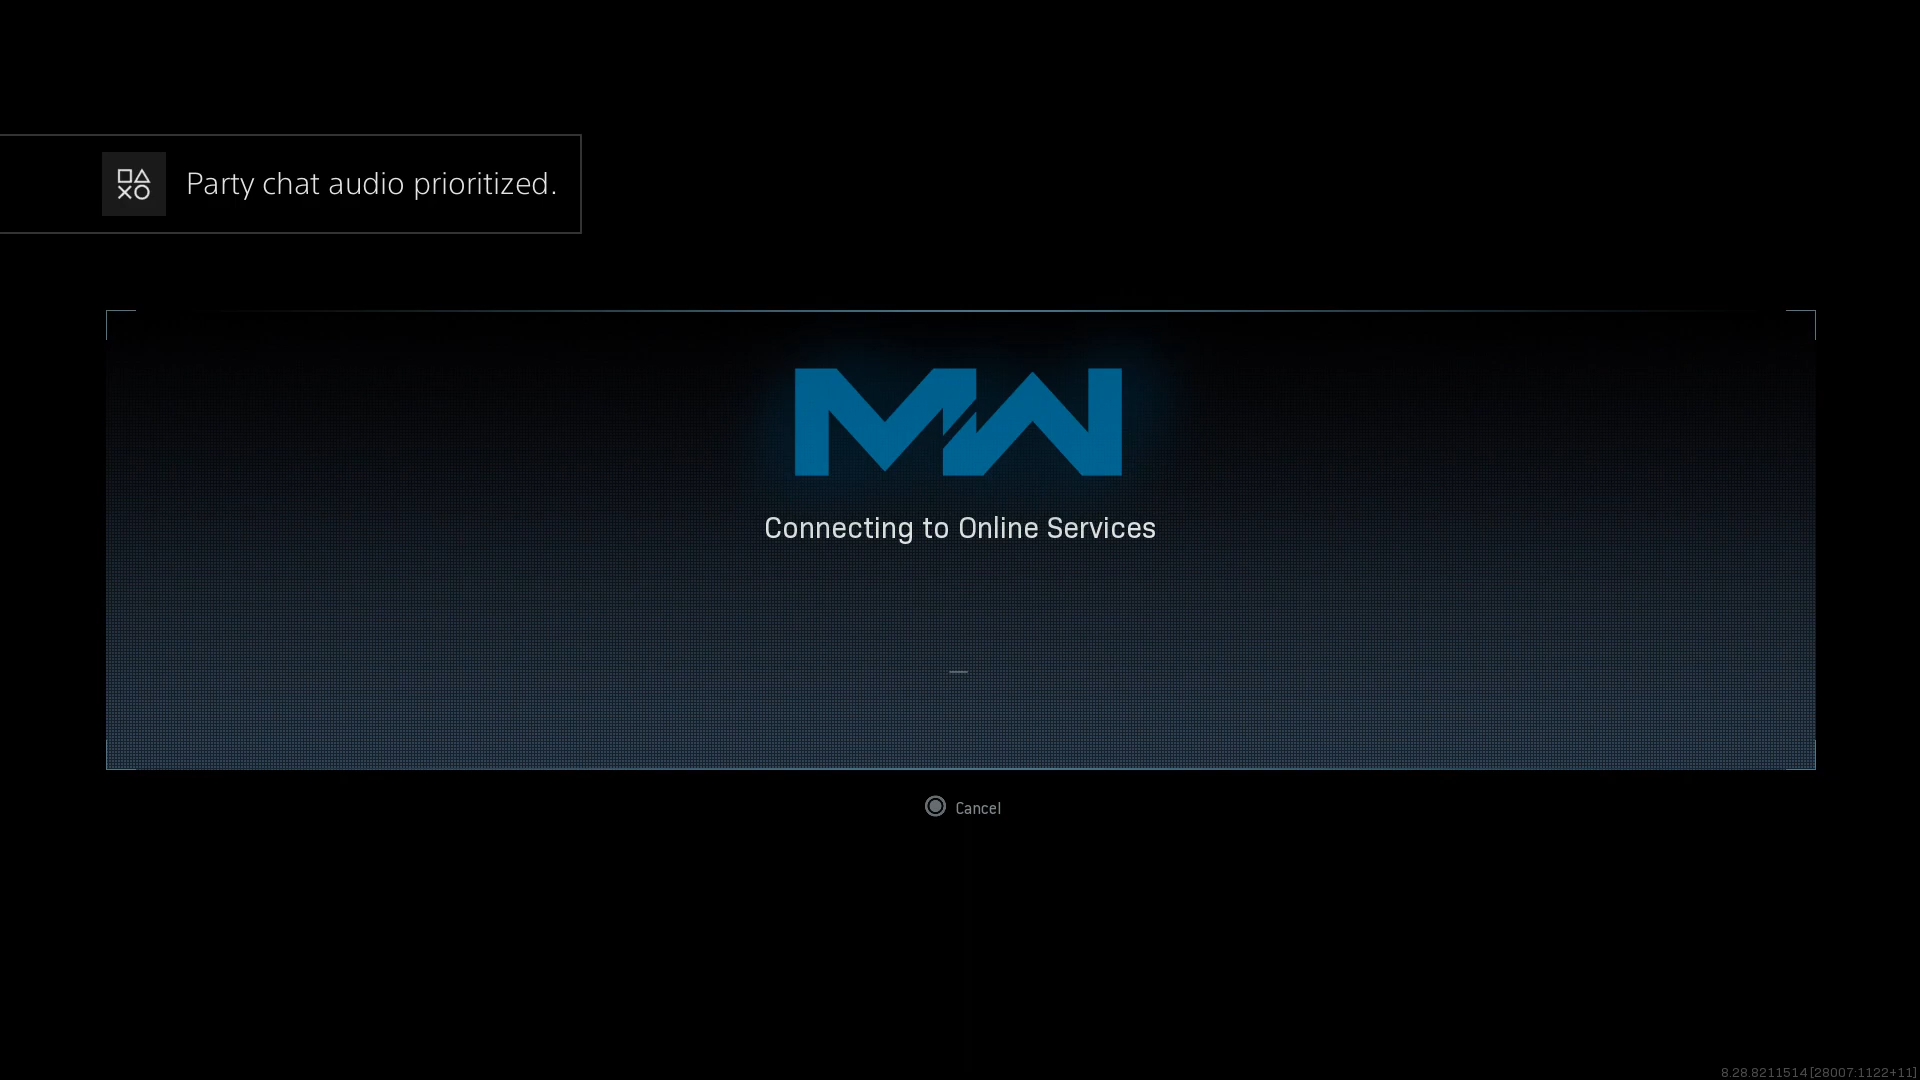 Party chat audio prioritized.
MW
Connecting to Online Services
Cancel
8.28.8211514[28007:1122+11]